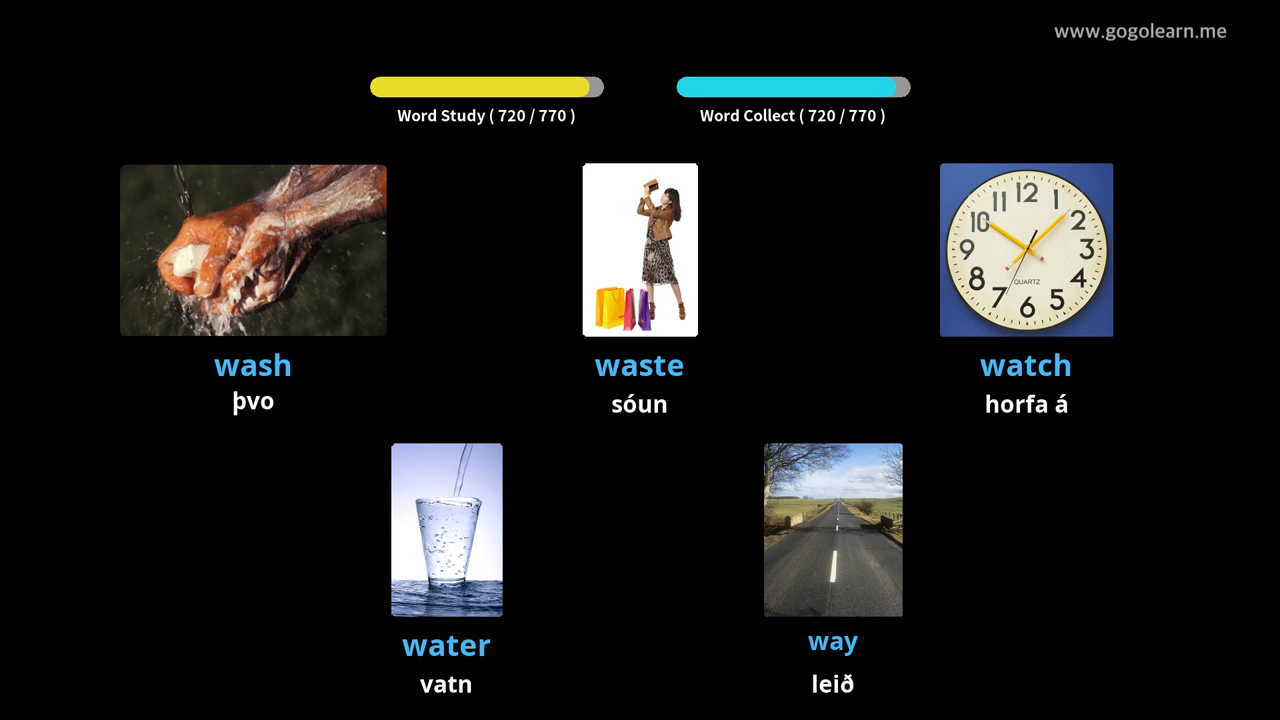 www.gogolearn.me
Word Study ( 720 / 770 )
Word Collect ( 720 / 770 )
12
1
2
3
4
5
6
7
8
9
10
11
QUARTZ
wash
waste
watch
þvo
sóun
horfa á
water
way
vatn
leið